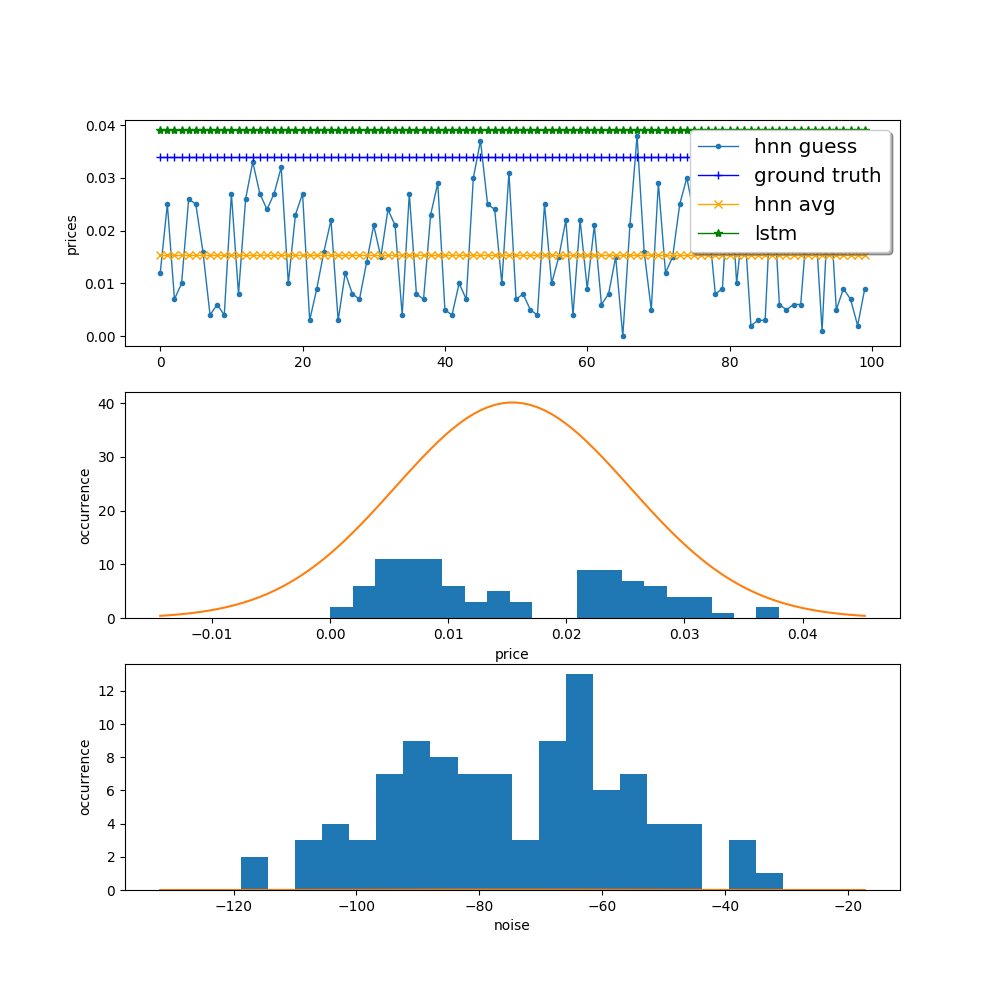 0.04
0.03
0.02
0.01
0.00
prices
hnn guess
ground truth
hnn avg
lstm
0 20 40 60 80 100
40
30
20
10
0
occurrence
−0.01 0.00 0.01 0.02 0.03 0.04
price
12
10
8
6
4
2
0
occurrence
−120 −100 −80 −60 −40 −20
noise